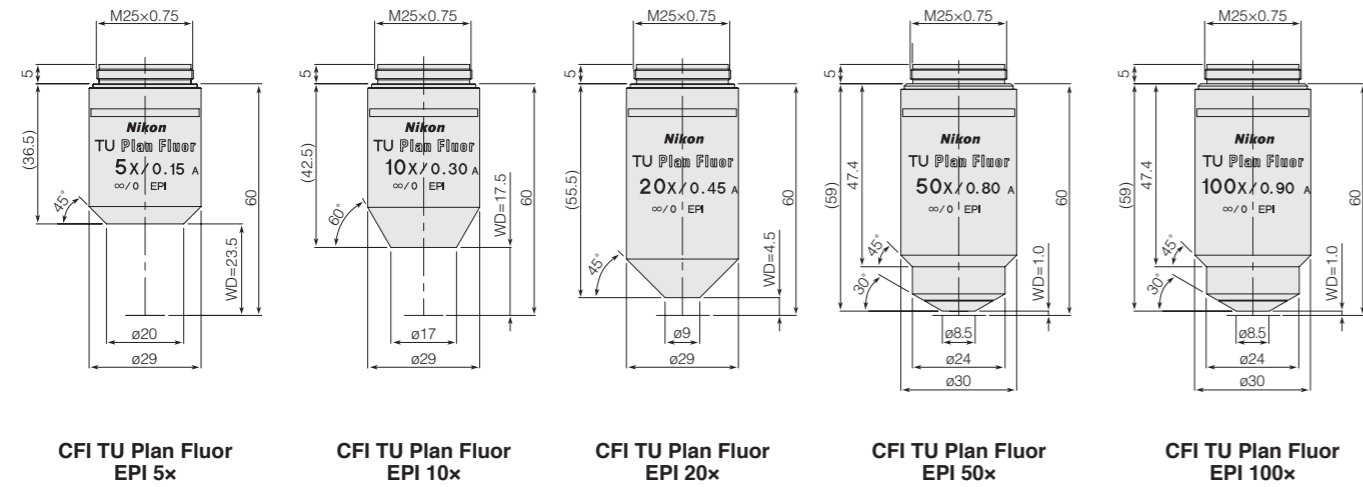 M25×0.75
5
(36.5)
Nikon
TU Plan Fluor
5X/0.15 A
∞/0 EPI
45°
60
WD=23.5
ø20
ø29
CFI TU Plan Fluor
EPI 5×
M25×0.75
5
(42.5)
Nikon
TU Plan Fluor
10X/0.30 A
∞/0 EPI
60°
60
WD=17.5
ø17
ø29
CFI TU Plan Fluor
EPI 10×
M25×0.75
5
(55.5)
Nikon
TU Plan Fluor
20X/0.45 A
∞/0 EPI
45°
60
WD=4.5
ø9
ø29
CFI TU Plan Fluor
EPI 20×
M25×0.75
5
(59)
47.4
Nikon
TU Plan Fluor
50X/0.80 A
∞/0 EPI
45°
30°
60
WD=1.0
ø8.5
ø24
ø30
CFI TU Plan Fluor
EPI 50×
M25×0.75
5
(59)
47.4
Nikon
TU Plan Fluor
100X/0.90 A
∞/0 EPI
45°
30°
60
WD=1.0
ø8.5
ø24
ø30
CFI TU Plan Fluor
EPI 100×